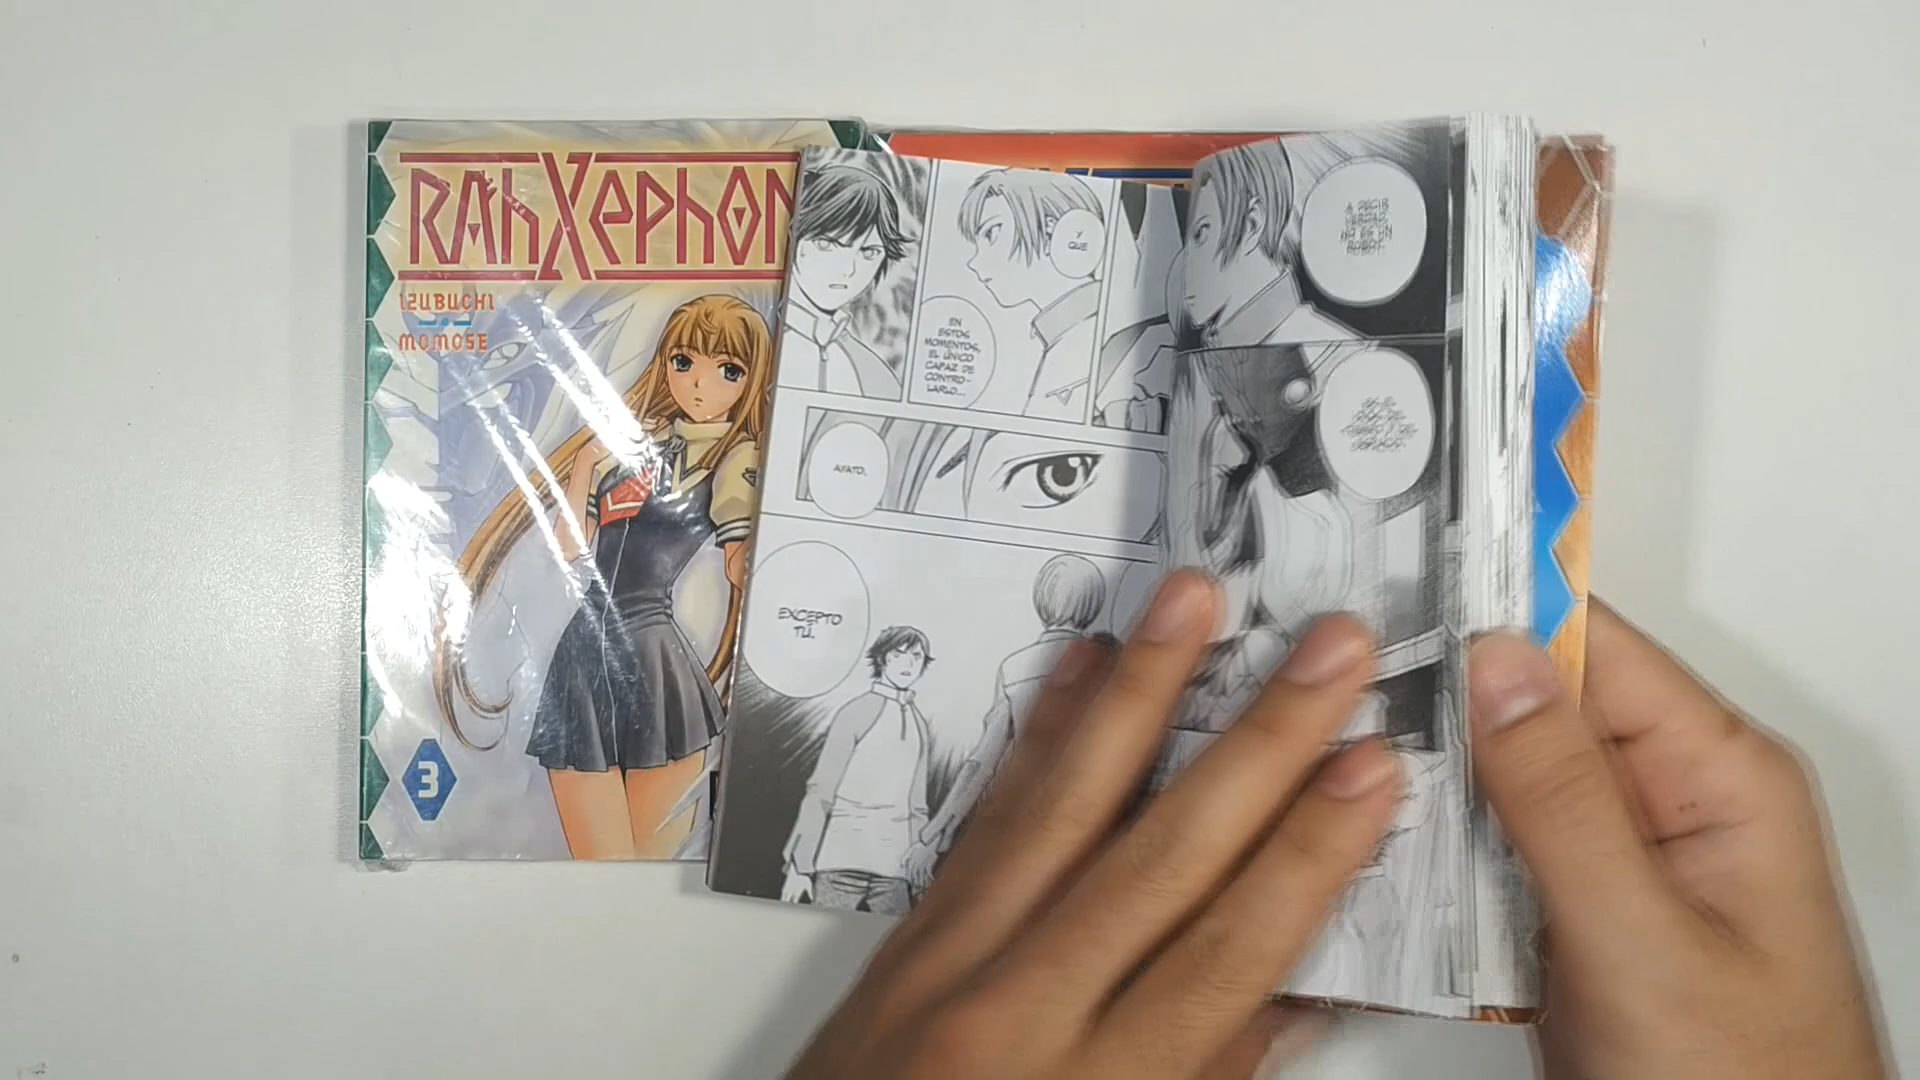 RAhXephon
IZUBUCHI
MOMOSE
3
Y
QUE
EN
ESTOS
MOMENTOS,
EL ÚNICO
CAPAZ DE
CONTRO-
LARLO...
AYATO.
EXCEPTO
TÚ.
A DECIR
VERDAD,
NO ES UN
ROBOT.